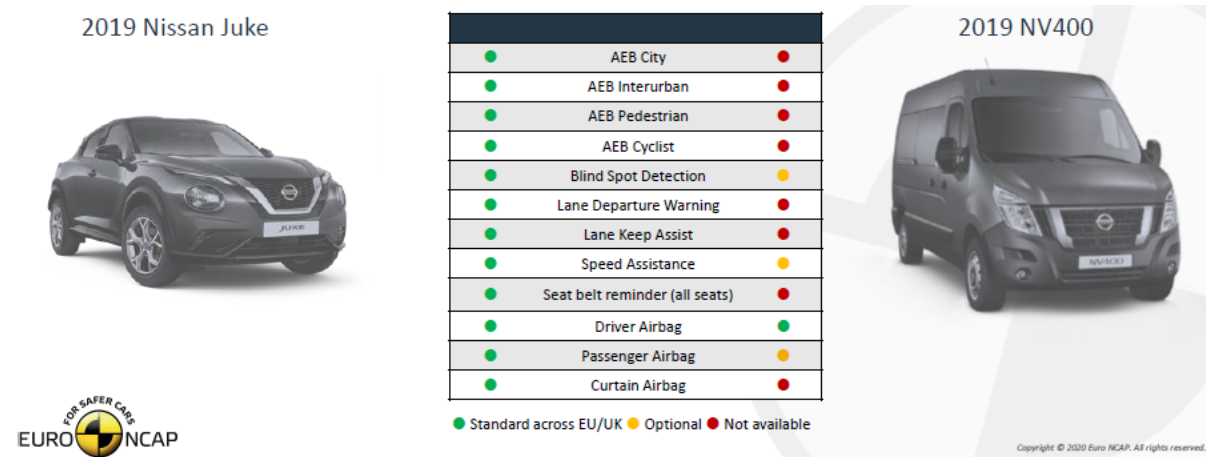 2019 Nissan Juke
2019 NV400
AEB City
AEB Interurban
AEB Pedestrian
AEB Cyclist
Blind Spot Detection
Lane Departure Warning
Lane Keep Assist
Speed Assistance
Seat belt reminder (all seats)
Driver Airbag
Passenger Airbag
Curtain Airbag
Standard across EU/UK Optional Not available
JUKE
NV400
FOR SAFER CARS
EURO NCAP
Copyright © 2020 Euro NCAP. All rights reserved.